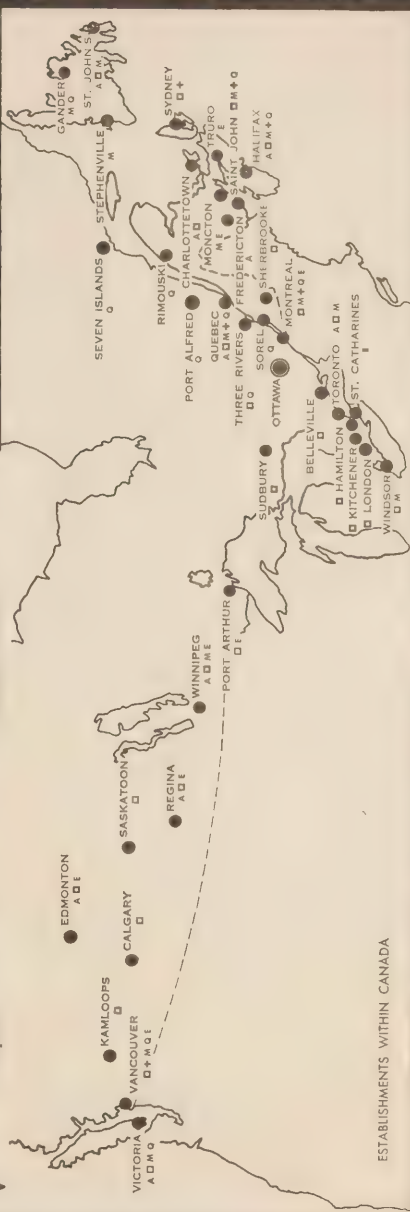 VICTORIA
A □ M Q
VANCOUVER
□ + M Q E
KAMLOOPS
□
EDMONTON
A □ E
CALGARY
□
SASKATOON
□
REGINA
A □ E
WINNIPEG
A □ M E
PORT ARTHUR
□ E
SUDBURY
□
WINDSOR
□ M
□ LONDON
□ KITCHENER
□ HAMILTON
ST. CATHARINES
□
TORONTO A □ M
BELLEVILLE
□
OTTAWA
MONTREAL
□ M + Q E
SOREL
Q
THREE RIVERS
□ Q
SHERBROOKE
□
QUEBEC
A □ M + Q
PORT ALFRED
Q
RIMOUSKI
Q
SEVEN ISLANDS
Q
FREDERICTON
A
SAINT JOHN □ M + Q
MONCTON
M E
CHARLOTTETOWN
A □
TRURO
E
HALIFAX
A □ M + Q
SYDNEY
□ +
STEPHENVILLE
M
GANDER
M Q
ST. JOHN'S
A □ M
ESTABLISHMENTS WITHIN CANADA